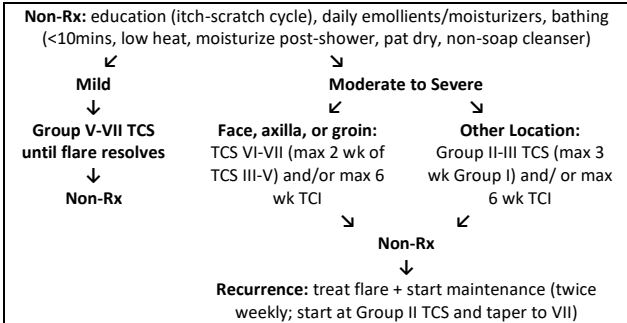 Non-Rx: education (itch-scratch cycle), daily emollients/moisturizers, bathing
(<10mins, low heat, moisturize post-shower, pat dry, non-soap cleanser)
↙ ↘
Mild Moderate to Severe
↓ ↙ ↘
Group V-VII TCS
until flare resolves
↓
Non-Rx
Face, axilla, or groin:
TCS VI-VII (max 2 wk of
TCS III-V) and/or max 6
wk TCI
Other Location:
Group II-III TCS (max 3
wk Group I) and/ or max
6 wk TCI
↘ ↙
Non-Rx
↓
Recurrence: treat flare + start maintenance (twice
weekly; start at Group II TCS and taper to VII)